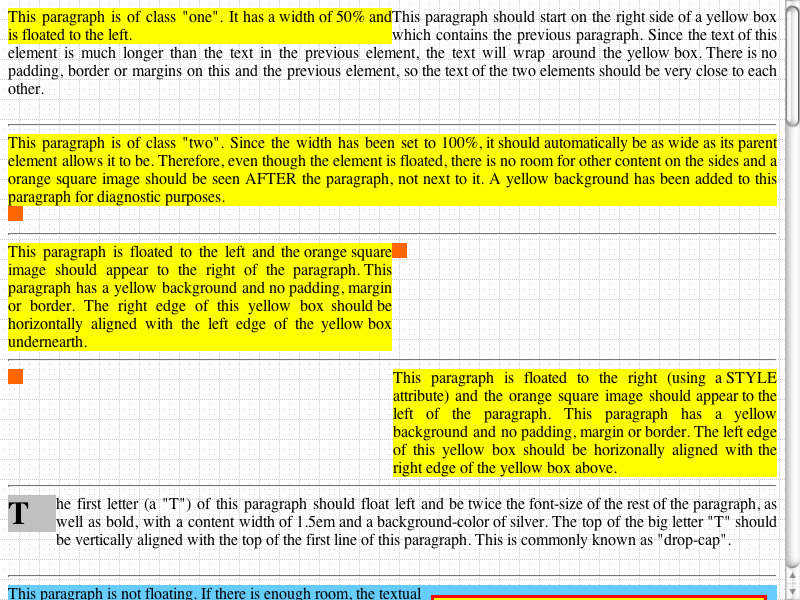 This paragraph is of class "one". It has a width of 50% and
is floated to the left.
This paragraph should start on the right side of a yellow box
which contains the previous paragraph. Since the text of this
element is much longer than the text in the previous element, the text will wrap around the yellow box. There is no
padding, border or margins on this and the previous element, so the text of the two elements should be very close to each
other.
This paragraph is of class "two". Since the width has been set to 100%, it should automatically be as wide as its parent
element allows it to be. Therefore, even though the element is floated, there is no room for other content on the sides and a
orange square image should be seen AFTER the paragraph, not next to it. A yellow background has been added to this
paragraph for diagnostic purposes.
This paragraph is floated to the left and the orange square
image should appear to the right of the paragraph. This
paragraph has a yellow background and no padding, margin
or border. The right edge of this yellow box should be
horizontally aligned with the left edge of the yellow box
underneath.
This paragraph is floated to the right (using a STYLE
attribute) and the orange square image should appear to the
left of the paragraph. This paragraph has a yellow
background and no padding, margin or border. The left edge
of this yellow box should be horizonally aligned with the
right edge of the yellow box above.
The first letter (a "T") of this paragraph should float left and be twice the font-size of the rest of the paragraph, as
well as bold, with a content width of 1.5em and a background-color of silver. The top of the big letter "T" should
be vertically aligned with the top of the first line of this paragraph. This is commonly known as "drop-cap".
This paragraph is not floating. If there is enough room, the textual